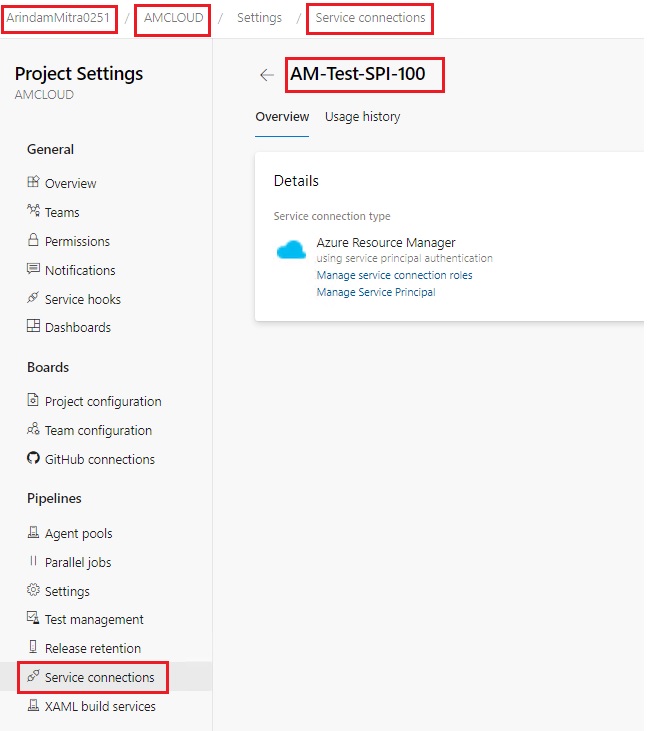 ArindamMitra0251 / AMCLOUD / Settings / Service connections
Project Settings
AMCLOUD
General
Overview
Teams
Permissions
Notifications
Service hooks
Dashboards
Boards
Project configuration
Team configuration
GitHub connections
Pipelines
Agent pools
Parallel jobs
Settings
Test management
Release retention
Service connections
XAML build services
AM-Test-SPI-100
Overview Usage history
Details
Service connection type
Azure Resource Manager
using service principal authentication
Manage service connection roles
Manage Service Principal